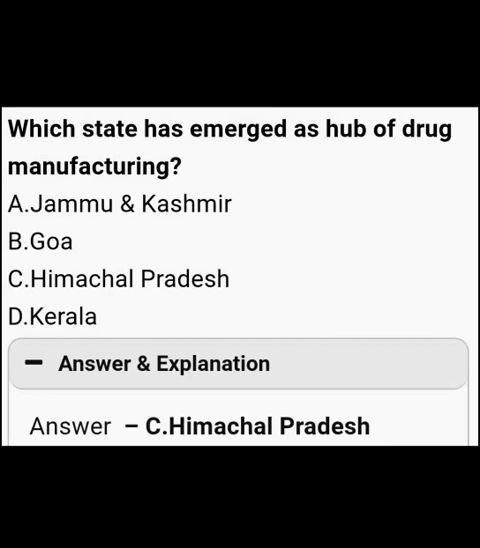 Which state has emerged as hub of drug
manufacturing?
A.Jammu & Kashmir
B.Goa
C.Himachal Pradesh
D.Kerala
Answer & Explanation
Answer – C.Himachal Pradesh